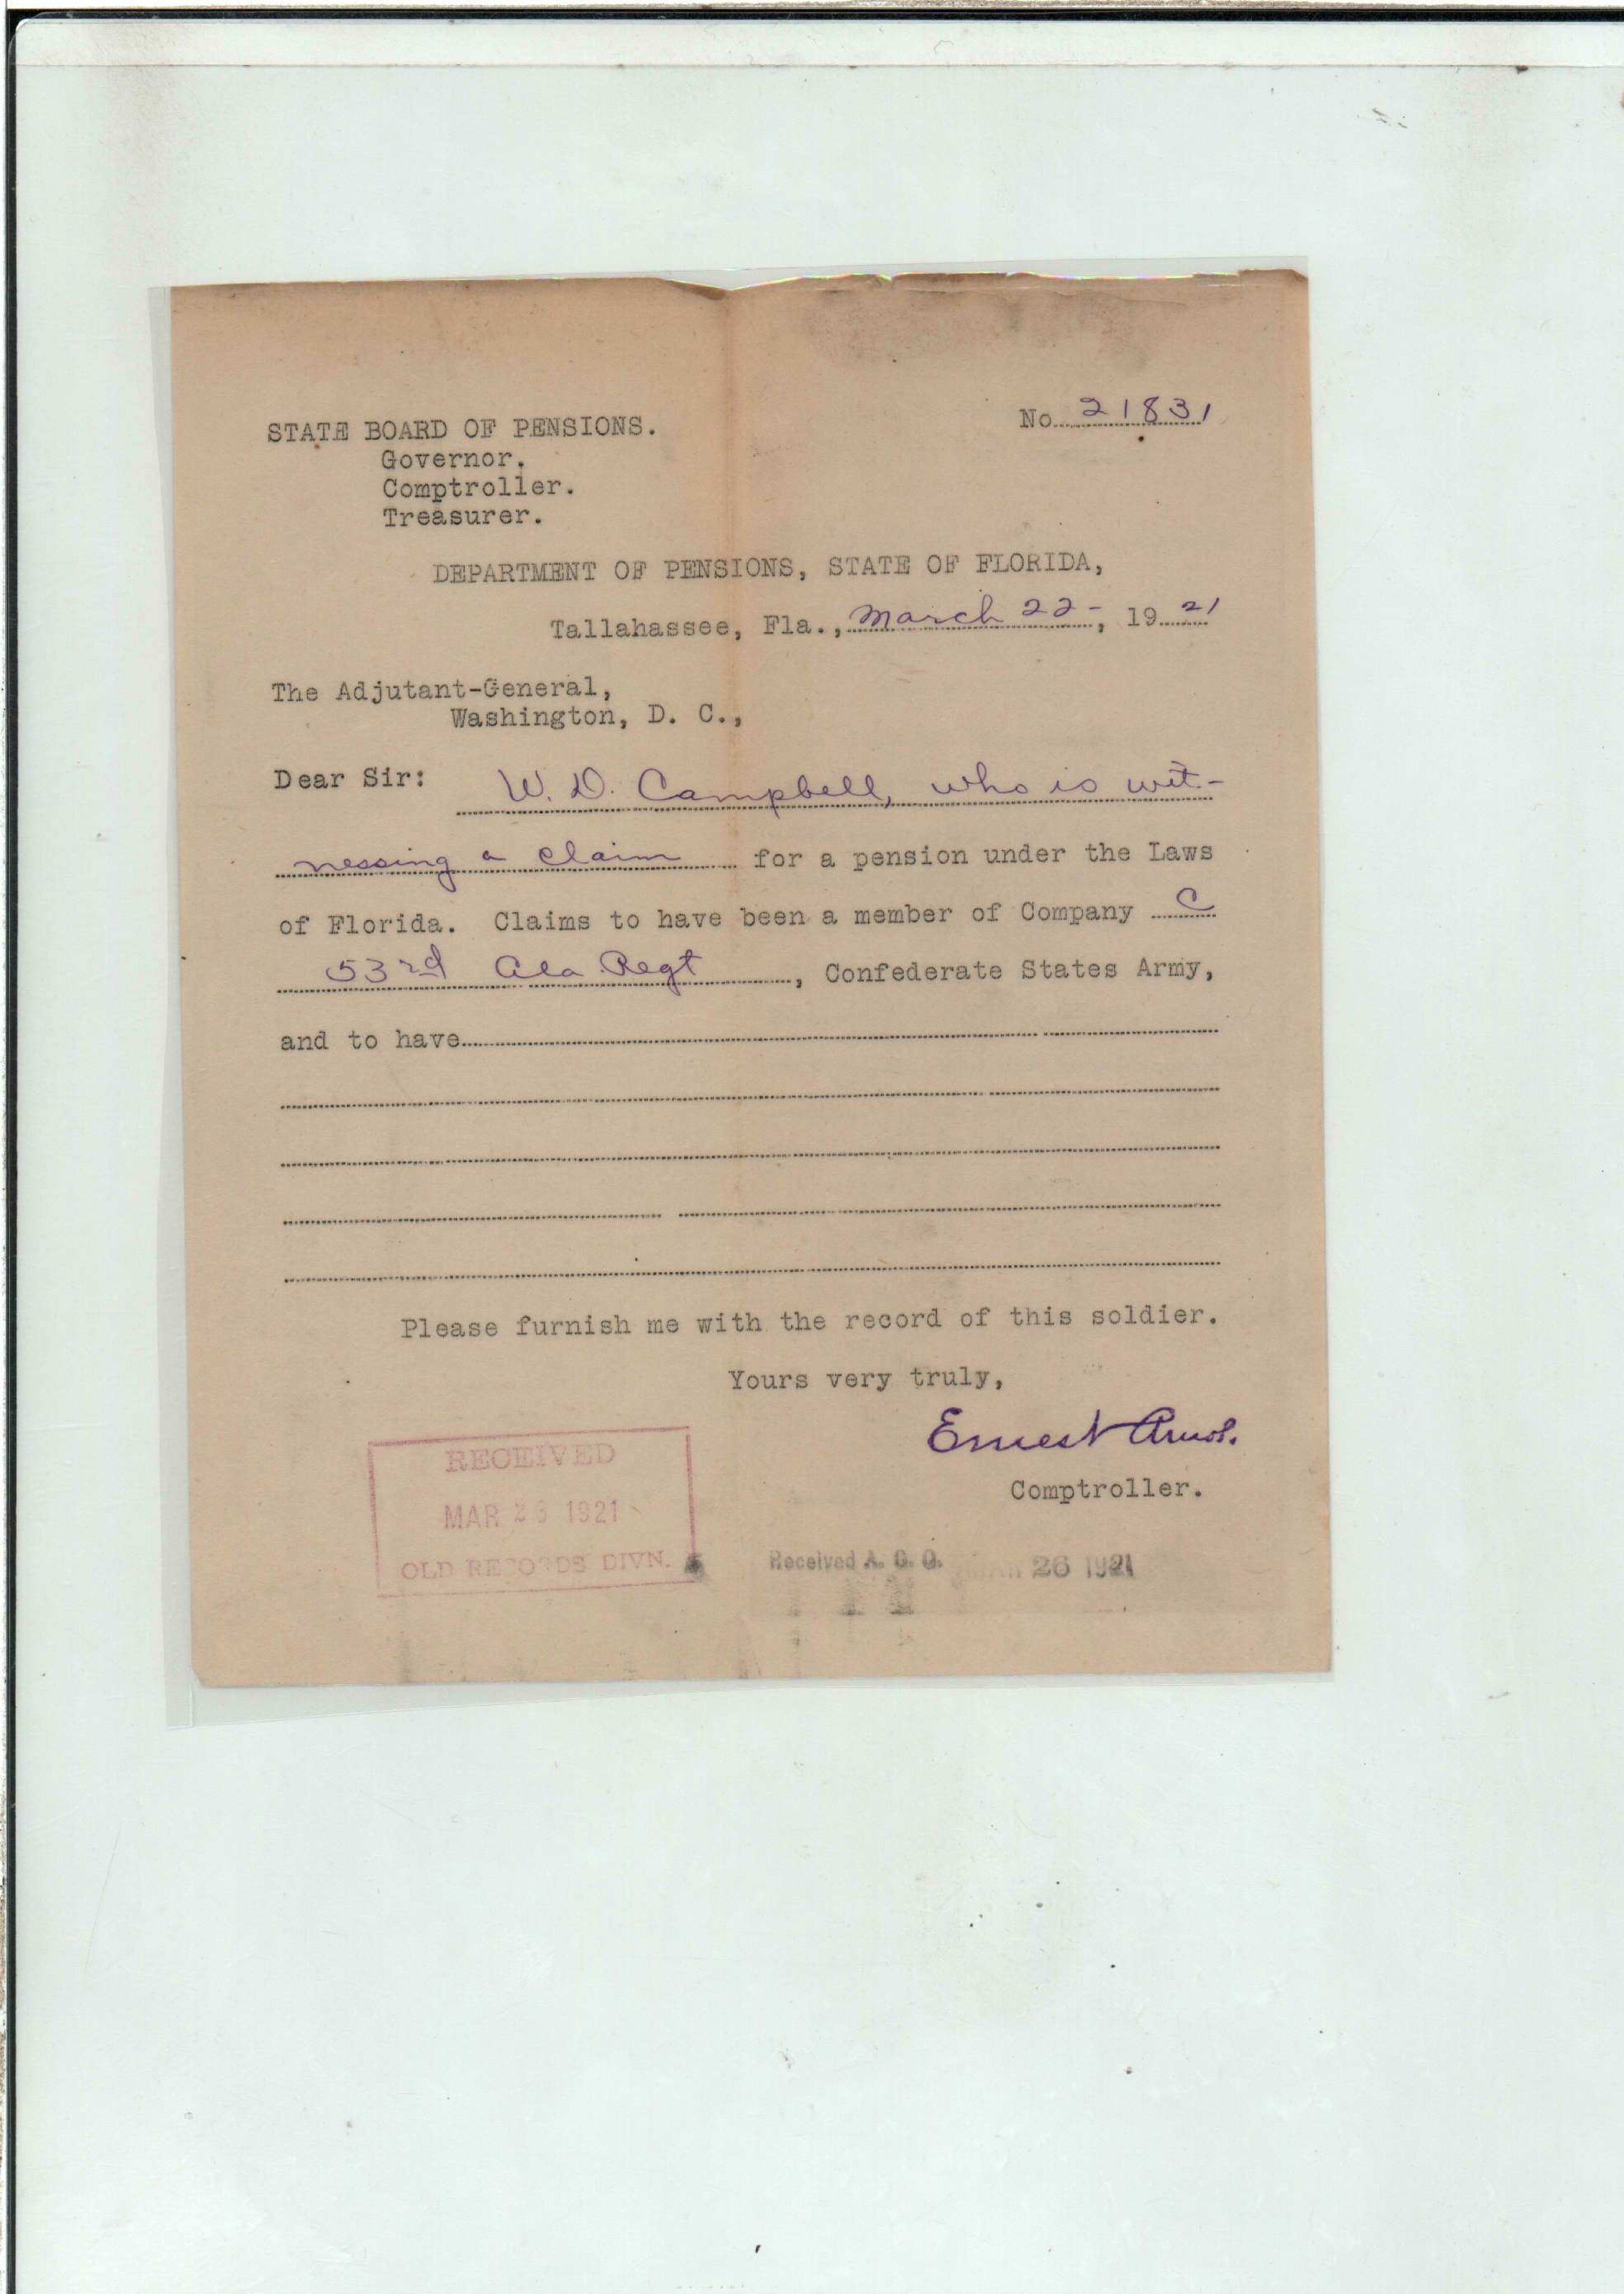 No. 21831
STATE BOARD OF PENSIONS.
Governor.
Comptroller.
Treasurer.
DEPARTMENT OF PENSIONS, STATE OF FLORIDA,
Tallahassee, Fla., March 22-, 19 21
The Adjutant-General,
Washington, D. C.,
Dear Sir: W. D. Campbell, who is wit-
nessing a claim for a pension under the Laws
of Florida. Claims to have been a member of Company C
53rd Ala Regt, Confederate States Army,
and to have
Please furnish me with the record of this soldier.
Yours very truly,
Ernest Amos.
Comptroller.
RECEIVED
MAR 26 1921
OLD RECORDS DIVN.
Received A. G. O. 26 1921